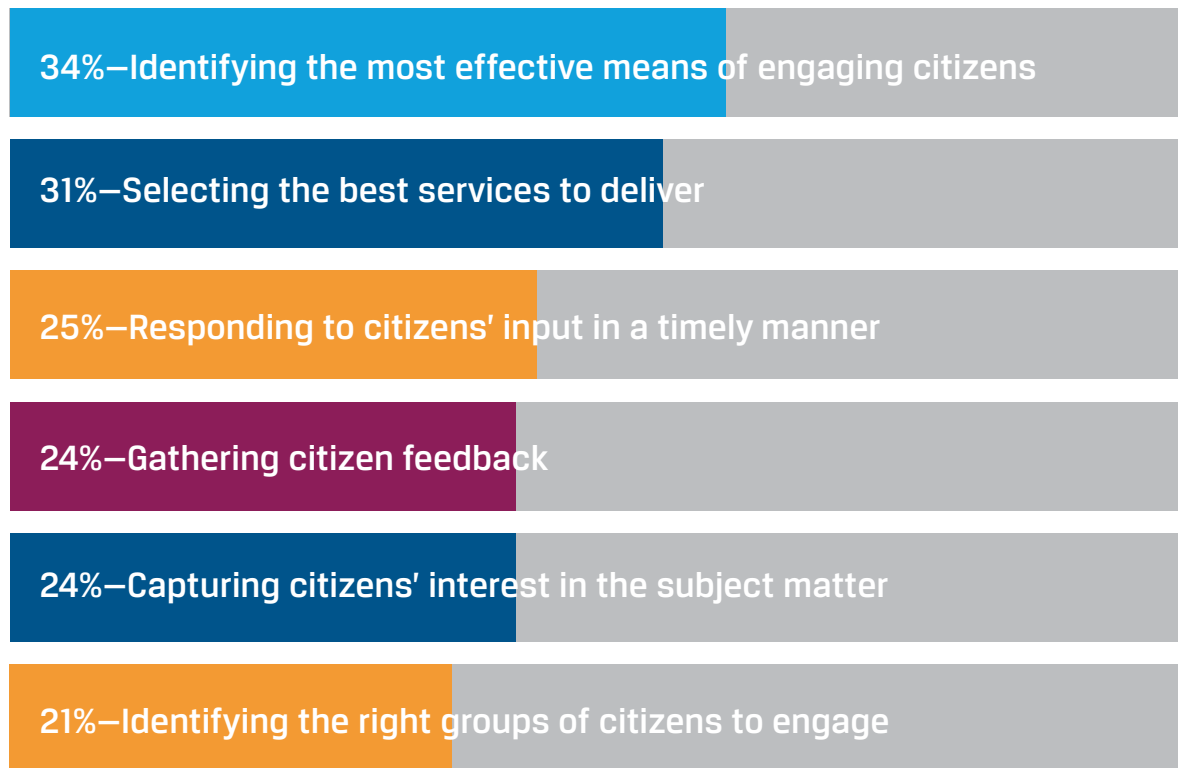 34%—Identifying the most effective means of engaging citizens
31%—Selecting the best services to deliver
25%—Responding to citizens' input in a timely manner
24%—Gathering citizen feedback
24%—Capturing citizens' interest in the subject matter
21%—Identifying the right groups of citizens to engage